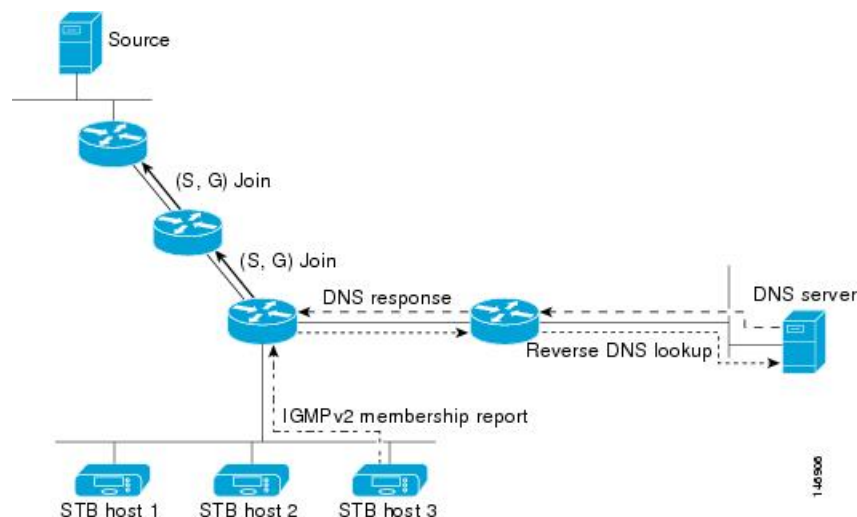 Source
(S, G) Join
(S, G) Join
DNS response
DNS server
Reverse DNS lookup
IGMPv2 membership report
STB host 1
STB host 2
STB host 3
146906